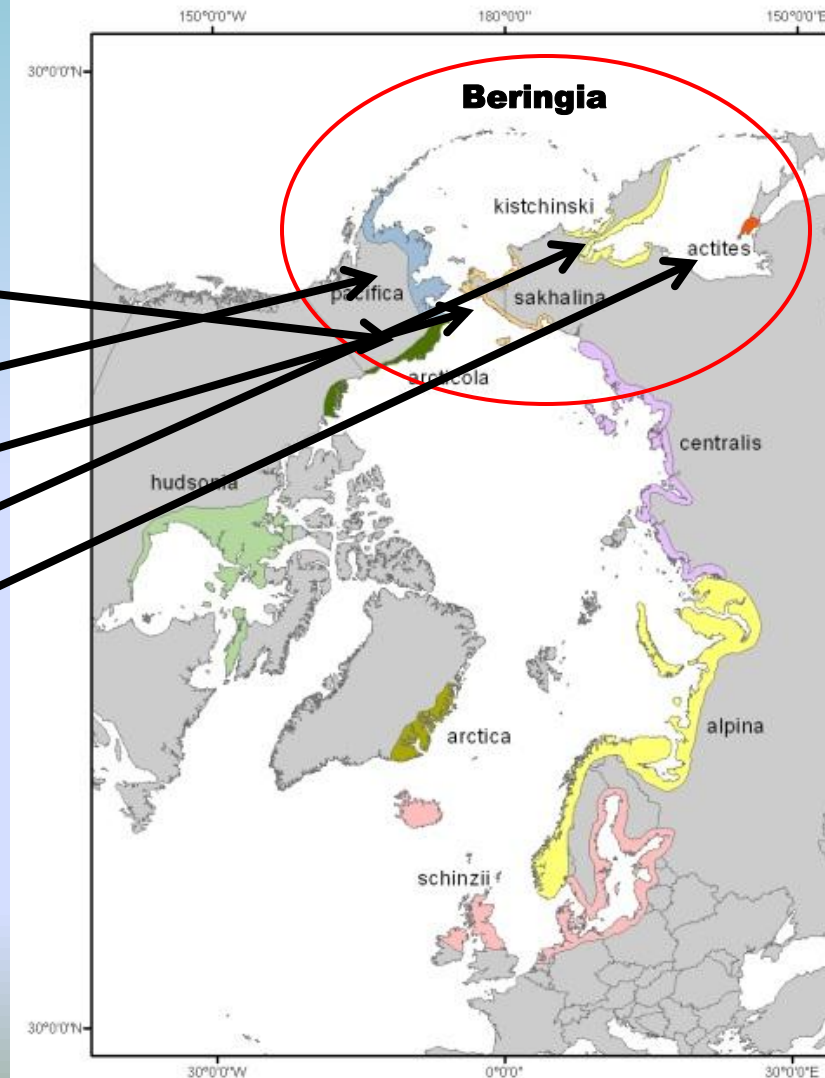 150°0'0"W
180°0'0"
150°0'0"E
30°0'0"N
Beringia
kistchinski
actites
pacifica
sakhalina
arcticola
centralis
hudsonia
arctica
alpina
schinzii
30°0'0"N
30°0'0"W
0°0'0"
30°0'0"E